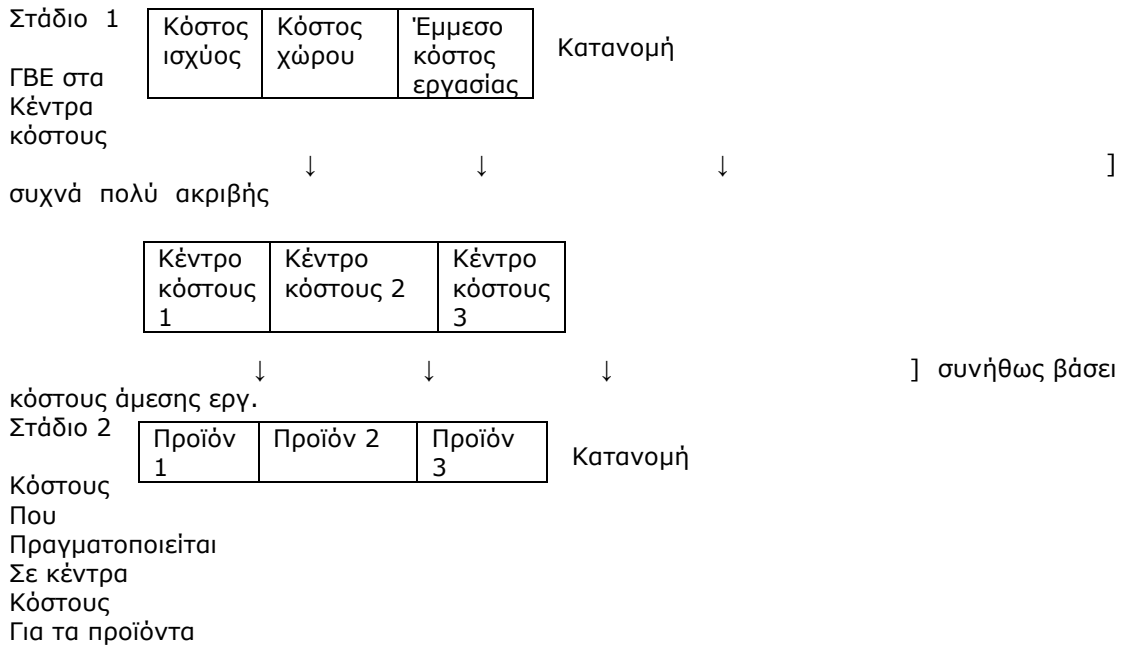 Στάδιο 1
Κόστος ισχύος
Κόστος χώρου
Έμμεσο κόστος εργασίας
Κατανομή
ΓΒΕ στα
Κέντρα
κόστους
↓ ↓ ↓ ]
συχνά πολύ ακριβής
Κέντρο κόστους 1
Κέντρο κόστους 2
Κέντρο κόστους 3
↓ ↓ ↓ ] συνήθως βάσει
κόστους άμεσης εργ.
Στάδιο 2
Προϊόν 1
Προϊόν 2
Προϊόν 3
Κατανομή
Κόστους
Που
Πραγματοποιείται
Σε κέντρα
Κόστους
Για τα προϊόντα